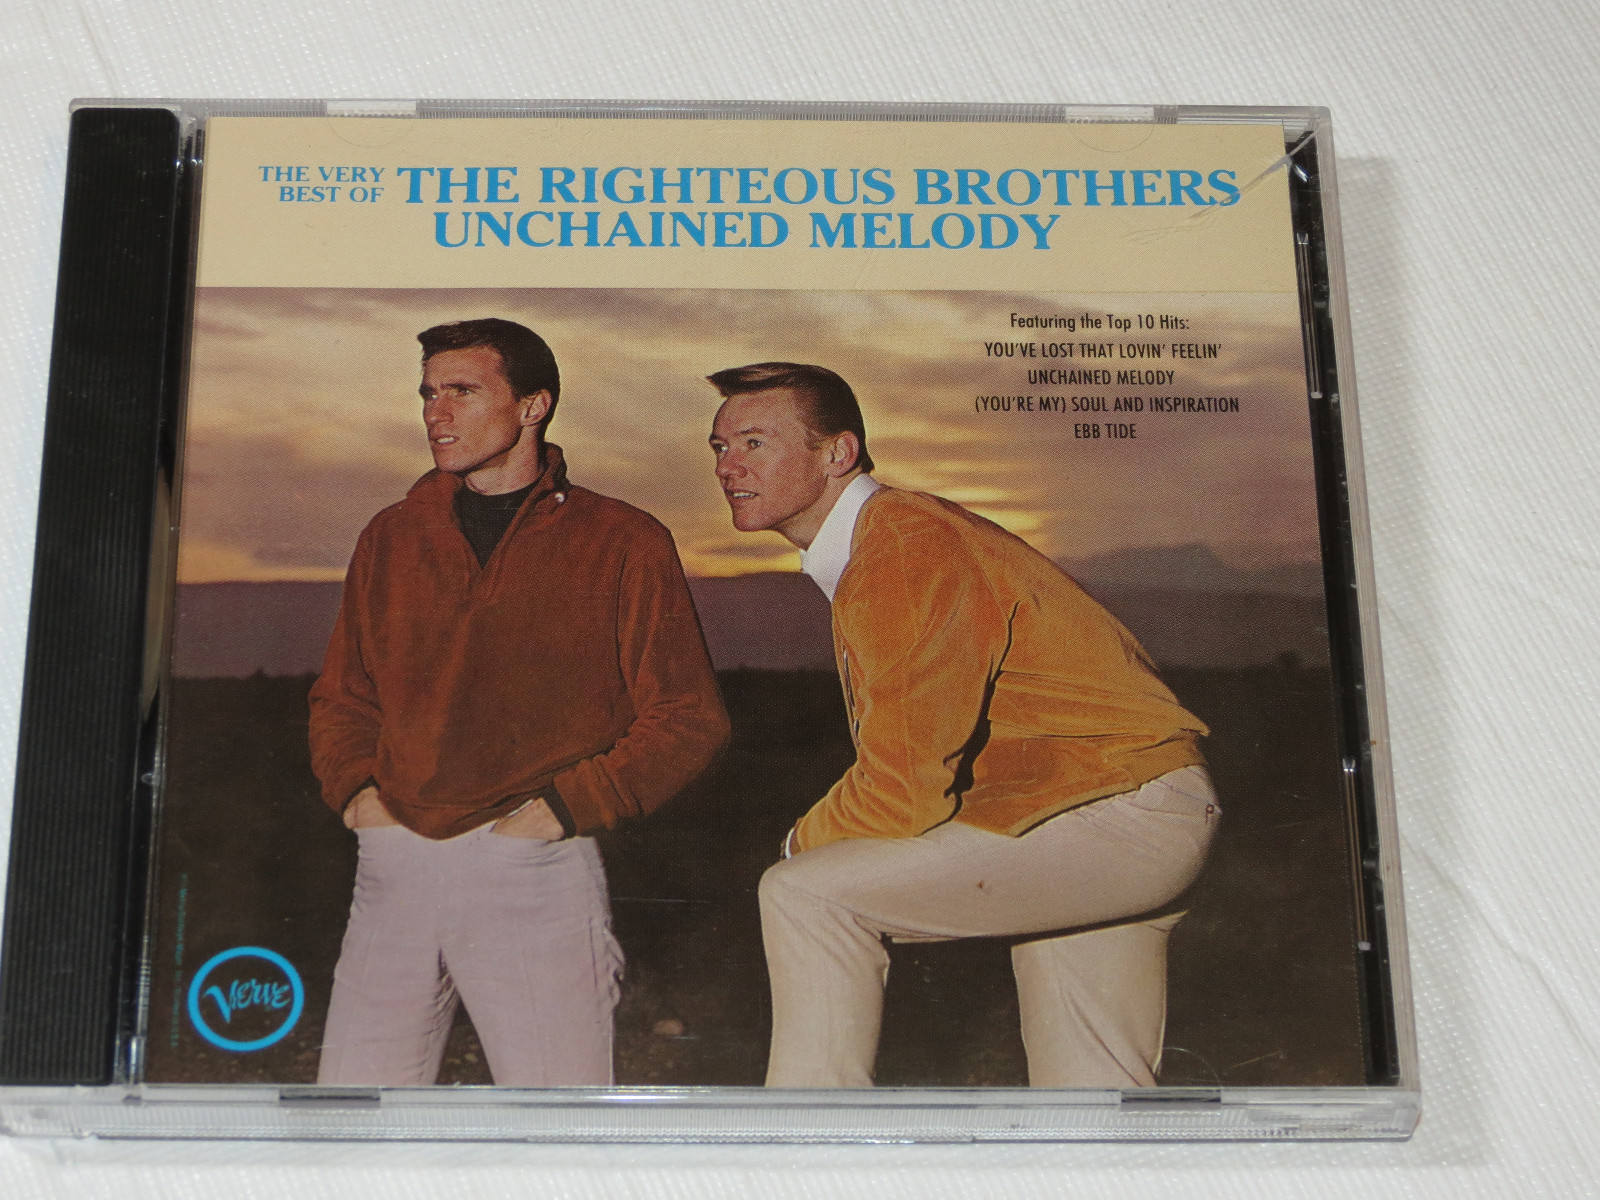 THE VERY
BEST OF
THE RIGHTEOUS BROTHERS
UNCHAINED MELODY
Featuring the Top 10 Hits:
YOU'VE LOST THAT LOVIN' FEELIN'
UNCHAINED MELODY
(YOU'RE MY) SOUL AND INSPIRATION
EBB TIDE
Verve